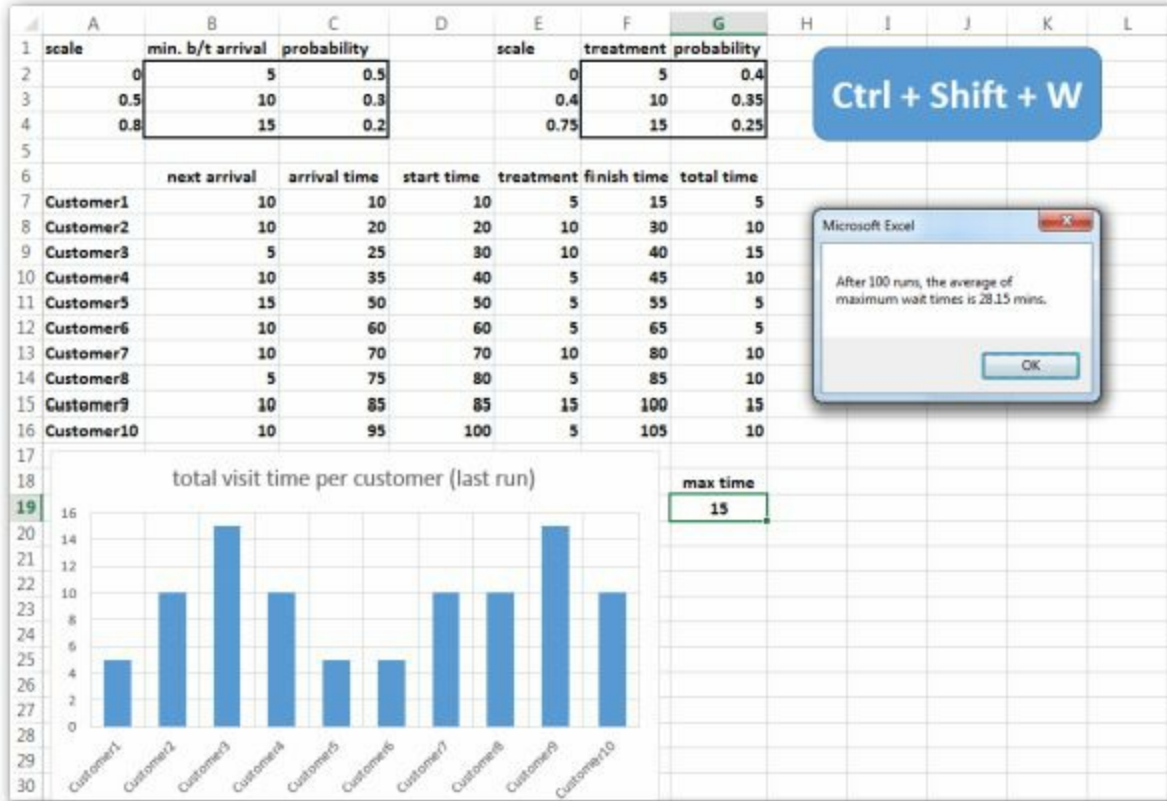 A B C D E F G H I J K L
1 scale min. b/t arrival probability scale treatment probability
2 0 5 0.5 0 5 0.4
3 0.5 10 0.3 0.4 10 0.35
4 0.8 15 0.2 0.75 15 0.25
5
6 next arrival arrival time start time treatment finish time total time
7 Customer1 10 10 10 5 15 5
8 Customer2 10 20 20 10 30 10
9 Customer3 5 25 30 10 40 15
10 Customer4 10 35 40 5 45 10
11 Customer5 15 50 50 5 55 5
12 Customer6 10 60 60 5 65 5
13 Customer7 10 70 70 10 80 10
14 Customer8 5 75 80 5 85 10
15 Customer9 10 85 85 15 100 15
16 Customer10 10 95 100 5 105 10
17
18 max time
19 15
20
21
22
23
24
25
26
27
28
29
30
Ctrl + Shift + W
Microsoft Excel
x
After 100 runs, the average of
maximum wait times is 28.15 mins.
OK
total visit time per customer (last run)
16
14
12
10
8
6
4
2
0
Customer1 Customer2 Customer3 Customer4 Customer5 Customer6 Customer7 Customer8 Customer9 Customer10